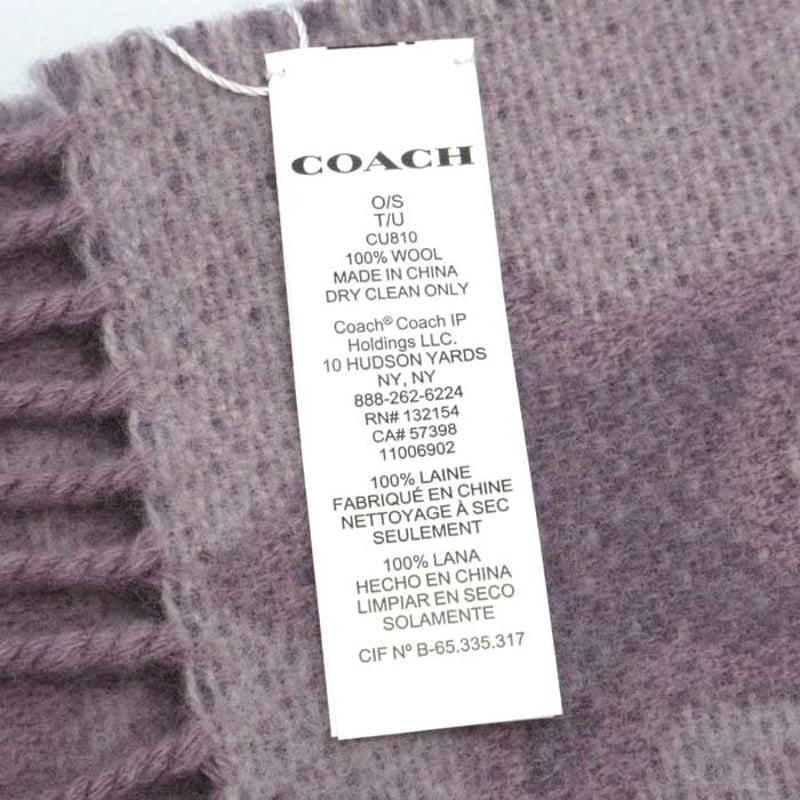 COACH
O/S
T/U
CU810
100% WOOL
MADE IN CHINA
DRY CLEAN ONLY
Coach® Coach IP
Holdings LLC.
10 HUDSON YARDS
NY, NY
888-262-6224
RN# 132154
CA# 57398
11006902
100% LAINE
FABRIQUÉ EN CHINE
NETTOYAGE À SEC
SEULEMENT
100% LANA
HECHO EN CHINA
LIMPIAR EN SECO
SOLAMENTE
CIF Nº B-65.335.317